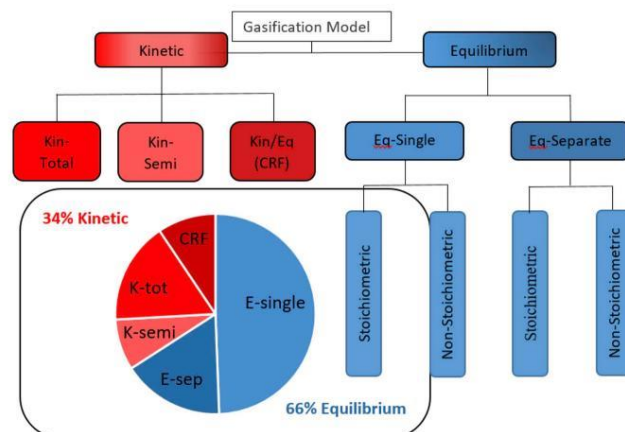 Gasification Model
Kinetic
Equilibrium
Kin-
Total
Kin-
Semi
Kin/Eq
(CRF)
Eq-Single
Eq-Separate
34% Kinetic
CRF
K-tot
K-semi
E-sep
E-single
66% Equilibrium
Stoichiometric
Non-Stoichiometric
Stoichiometric
Non-Stoichiometric